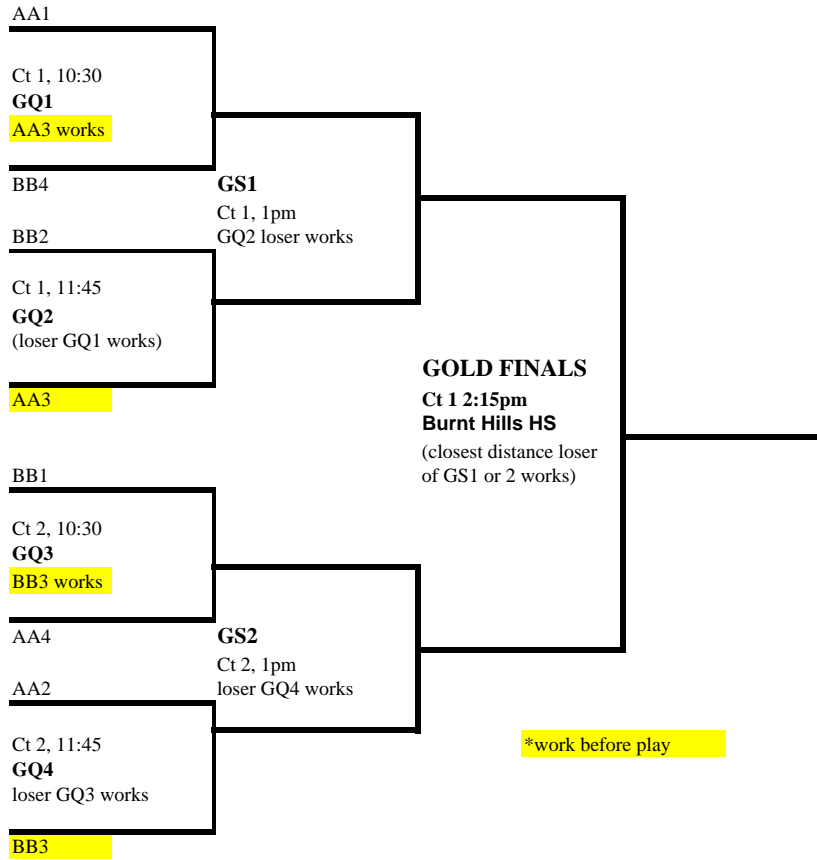 AA1
Ct 1, 10:30
GQ1
AA3 works
BB4
GS1
Ct 1, 1pm
GQ2 loser works
BB2
Ct 1, 11:45
GQ2
(loser GQ1 works)
AA3
GOLD FINALS
Ct 1 2:15pm
Burnt Hills HS
(closest distance loser
of GS1 or 2 works)
BB1
Ct 2, 10:30
GQ3
BB3 works
AA4
GS2
Ct 2, 1pm
loser GQ4 works
AA2
Ct 2, 11:45
GQ4
loser GQ3 works
BB3
*work before play